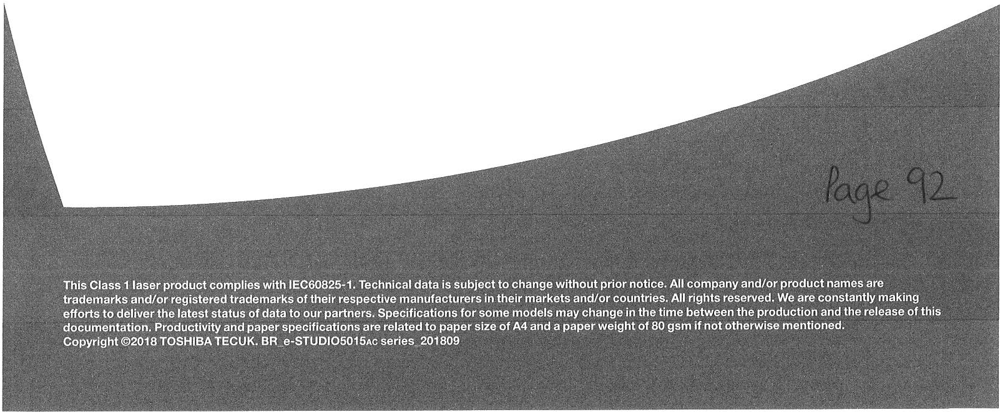 Page 92
This Class 1 laser product complies with IEC60825-1. Technical data is subject to change without prior notice. All company and/or product names are
trademarks and/or registered trademarks of their respective manufacturers in their markets and/or countries. All rights reserved. We are constantly making
efforts to deliver the latest status of data to our partners. Specifications for some models may change in the time between the production and the release of this
documentation. Productivity and paper specifications are related to paper size of A4 and a paper weight of 80 gsm if not otherwise mentioned.
Copyright ©2018 TOSHIBA TECUK. BR_e-STUDIO5015AC series_201809